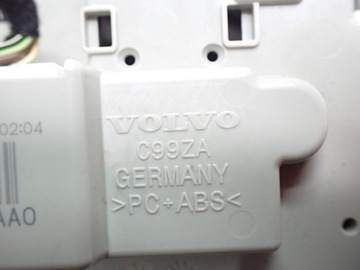 02:04
VOLVO
C99ZA
GERMANY
AAO
>PC+ABS<